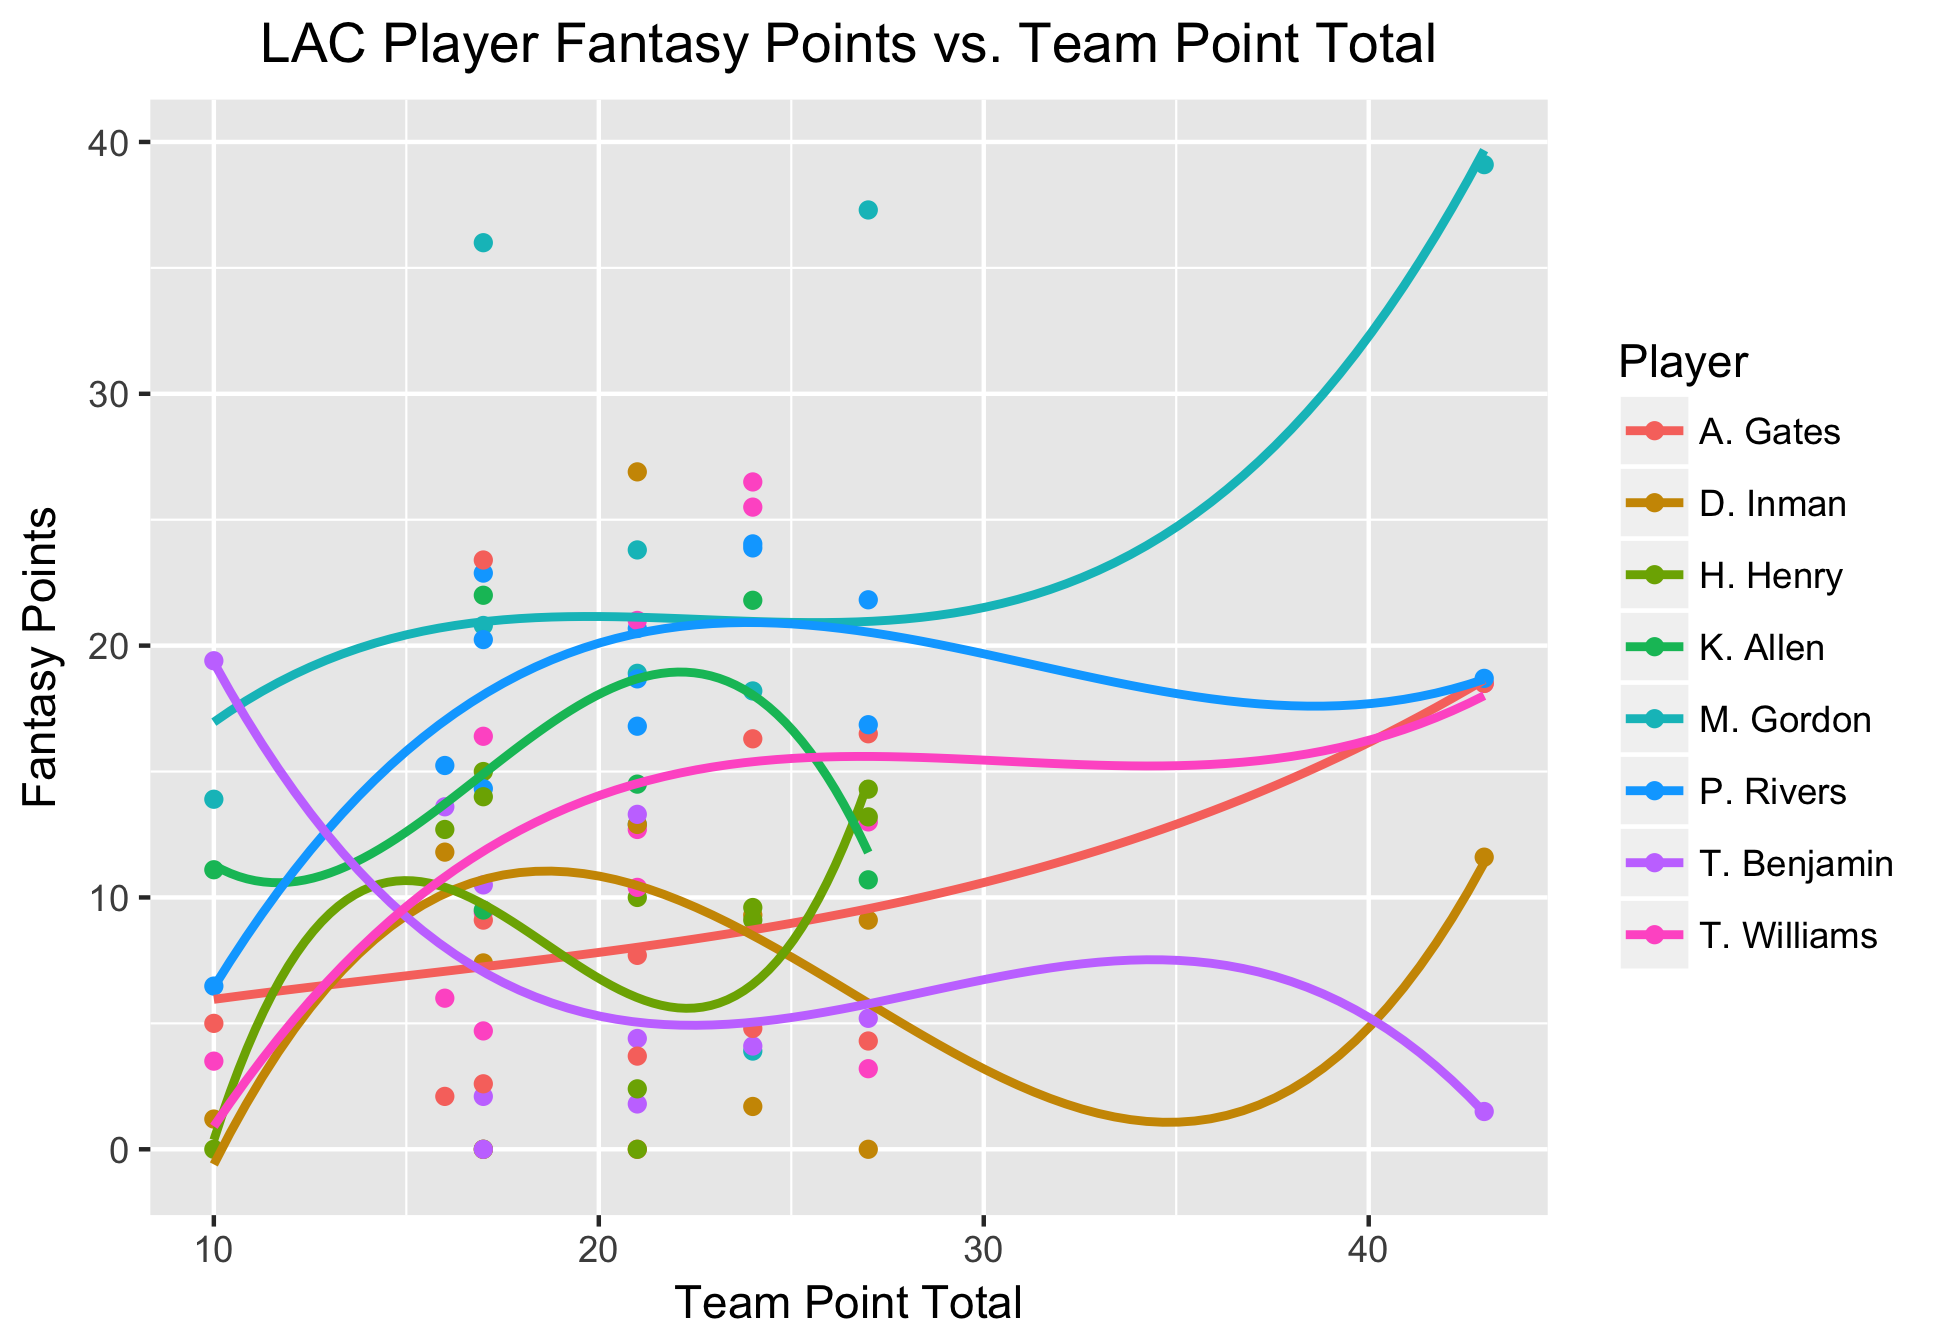 LAC Player Fantasy Points vs. Team Point Total
Fantasy Points
40
30
20
10
0
10 20 30 40
Team Point Total
Player
A. Gates
D. Inman
H. Henry
K. Allen
M. Gordon
P. Rivers
T. Benjamin
T. Williams